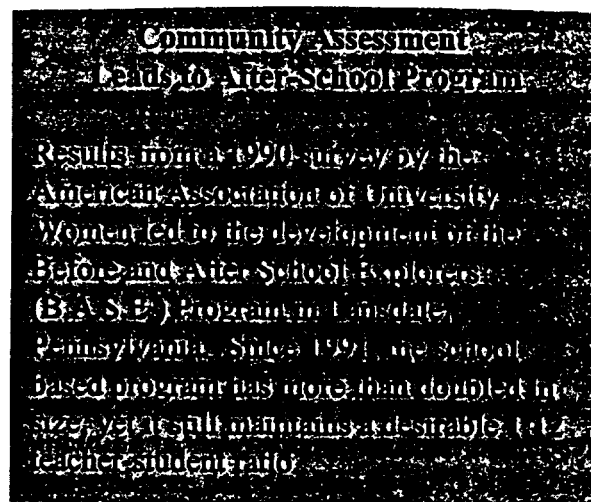 Community Assessment
Leads to After-School Program
Results from a 1990 survey by the
American Association of University
Women led to the development of the
Before and After School Explorers
(B.A.S.E.) Program in Lansdale,
Pennsylvania. Since 1991, the school
based program has more than doubled in
size, yet it still maintains a desirable
teacher-student ratio